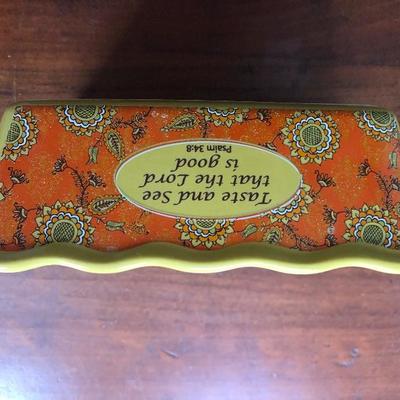 Taste and See
that the Lord
is good
Psalm 34:8